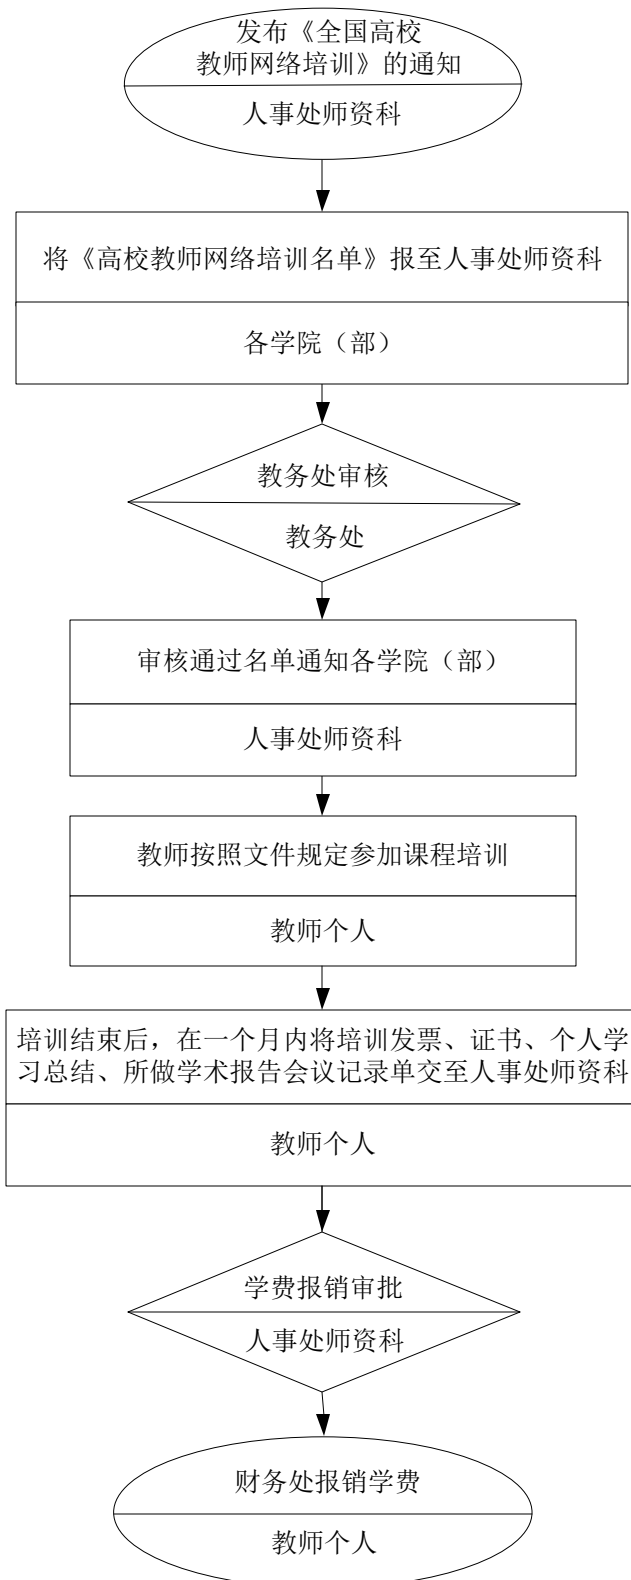 发布《全国高校
教师网络培训》的通知
人事处师资科
将《高校教师网络培训名单》报至人事处师资科
各学院（部）
教务处审核
教务处
审核通过名单通知各学院（部）
人事处师资科
教师按照文件规定参加课程培训
教师个人
培训结束后，在一个月内将培训发票、证书、个人学
习总结、所做学术报告会议记录单交至人事处师资科
教师个人
学费报销审批
人事处师资科
财务处报销学费
教师个人